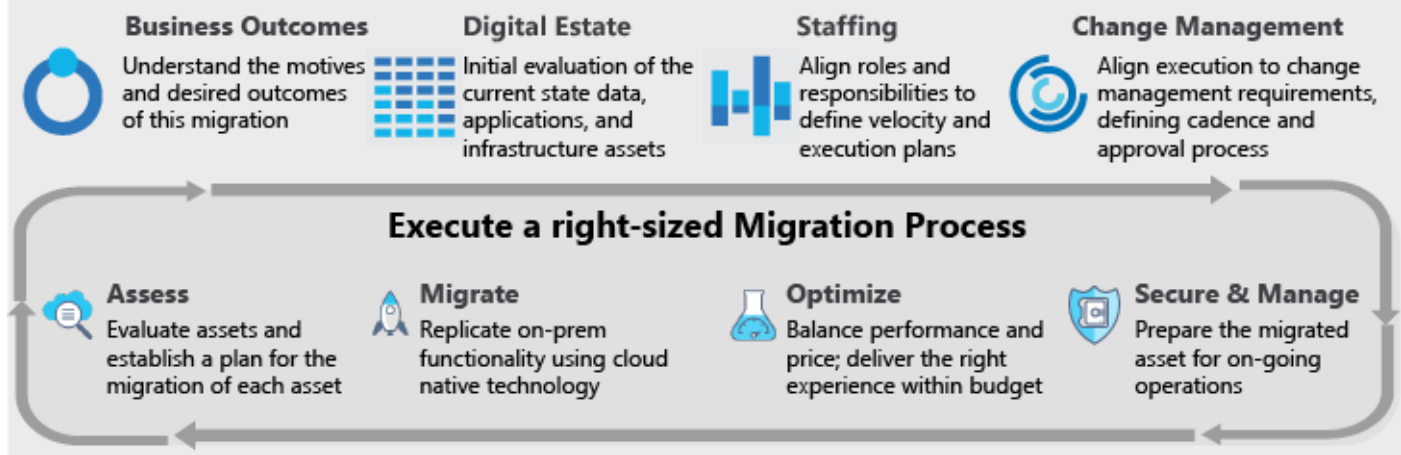 Business Outcomes
Understand the motives
and desired outcomes
of this migration
Digital Estate
Initial evaluation of the
current state data,
applications, and
infrastructure assets
Staffing
Align roles and
responsibilities to
define velocity and
execution plans
Change Management
Align execution to change
management requirements,
defining cadence and
approval process
Execute a right-sized Migration Process
Assess
Evaluate assets and
establish a plan for the
migration of each asset
Migrate
Replicate on-prem
functionality using cloud
native technology
Optimize
Balance performance and
price; deliver the right
experience within budget
Secure & Manage
Prepare the migrated
asset for on-going
operations